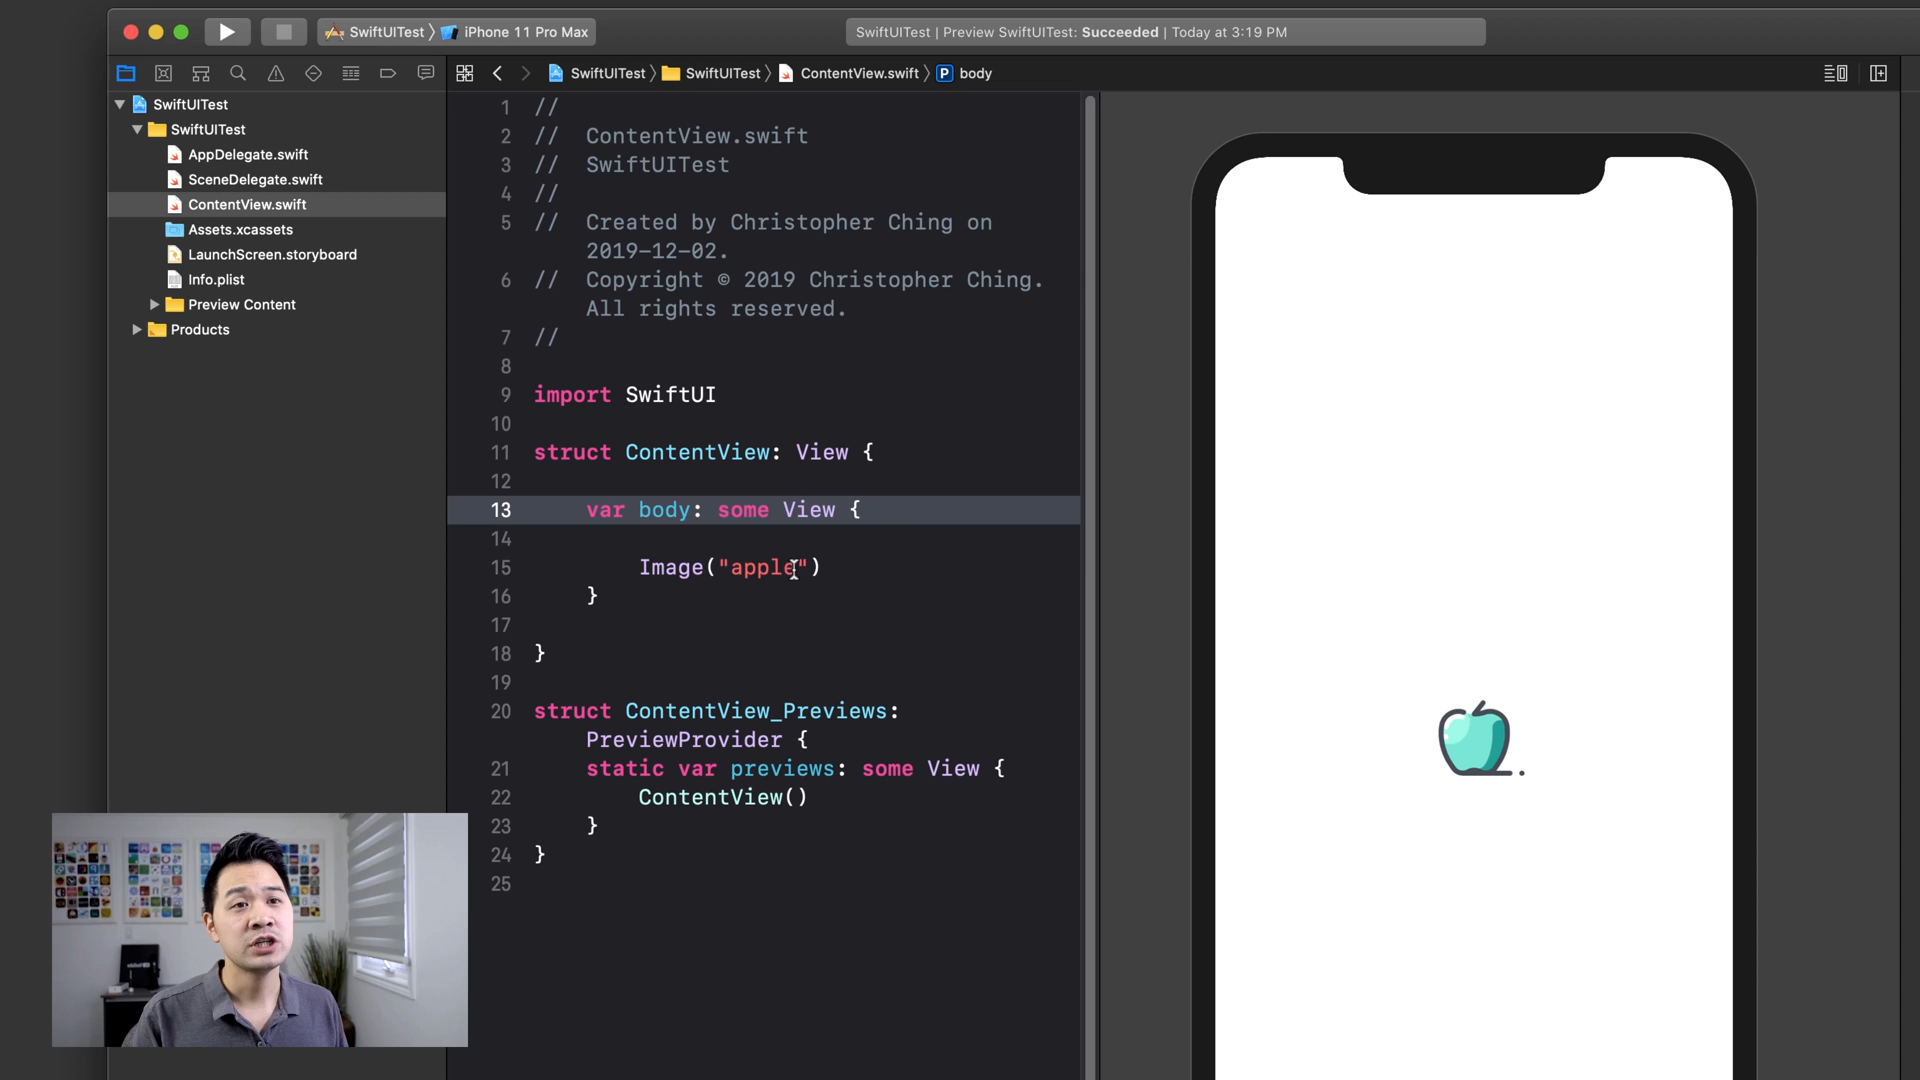 SwiftUITest 〉 iPhone 11 Pro Max
SwiftUITest | Preview SwiftUITest: Succeeded | Today at 3:19 PM
SwiftUITest 〉 SwiftUITest 〉 ContentView.swift 〉 P body
SwiftUITest
SwiftUITest
AppDelegate.swift
SceneDelegate.swift
ContentView.swift
Assets.xcassets
LaunchScreen.storyboard
Info.plist
Preview Content
Products
1 //
2 // ContentView.swift
3 // SwiftUITest
4 //
5 // Created by Christopher Ching on
2019-12-02.
6 // Copyright © 2019 Christopher Ching.
All rights reserved.
7 //
8
9 import SwiftUI
10
11 struct ContentView: View {
12
13 var body: some View {
14
15 Image("apple")
16 }
17
18 }
19
20 struct ContentView_Previews:
PreviewProvider {
21 static var previews: some View {
22 ContentView()
23 }
24 }
25